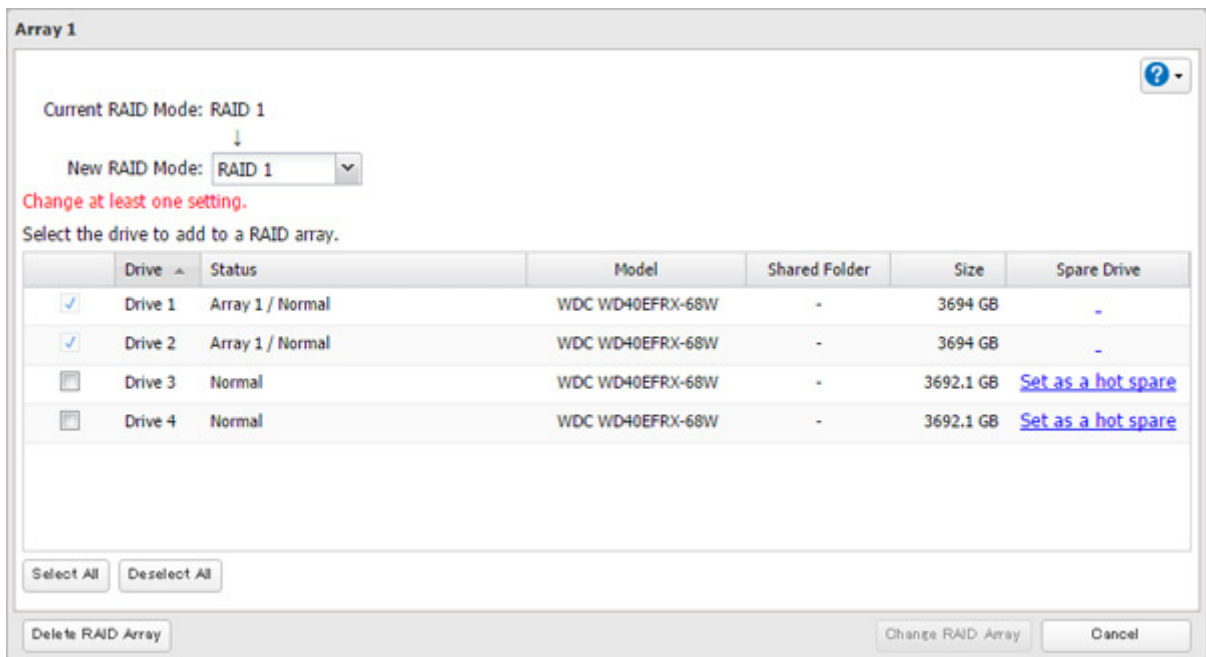 Array 1
?
Current RAID Mode: RAID 1
↓
New RAID Mode: RAID 1
Change at least one setting.
Select the drive to add to a RAID array.
Drive Status Model Shared Folder Size Spare Drive
Drive 1 Array 1 / Normal WDC WD40EFRX-68W - 3694 GB -
Drive 2 Array 1 / Normal WDC WD40EFRX-68W - 3694 GB -
Drive 3 Normal WDC WD40EFRX-68W - 3692.1 GB Set as a hot spare
Drive 4 Normal WDC WD40EFRX-68W - 3692.1 GB Set as a hot spare
Select All Deselect All
Delete RAID Array Change RAID Array Cancel